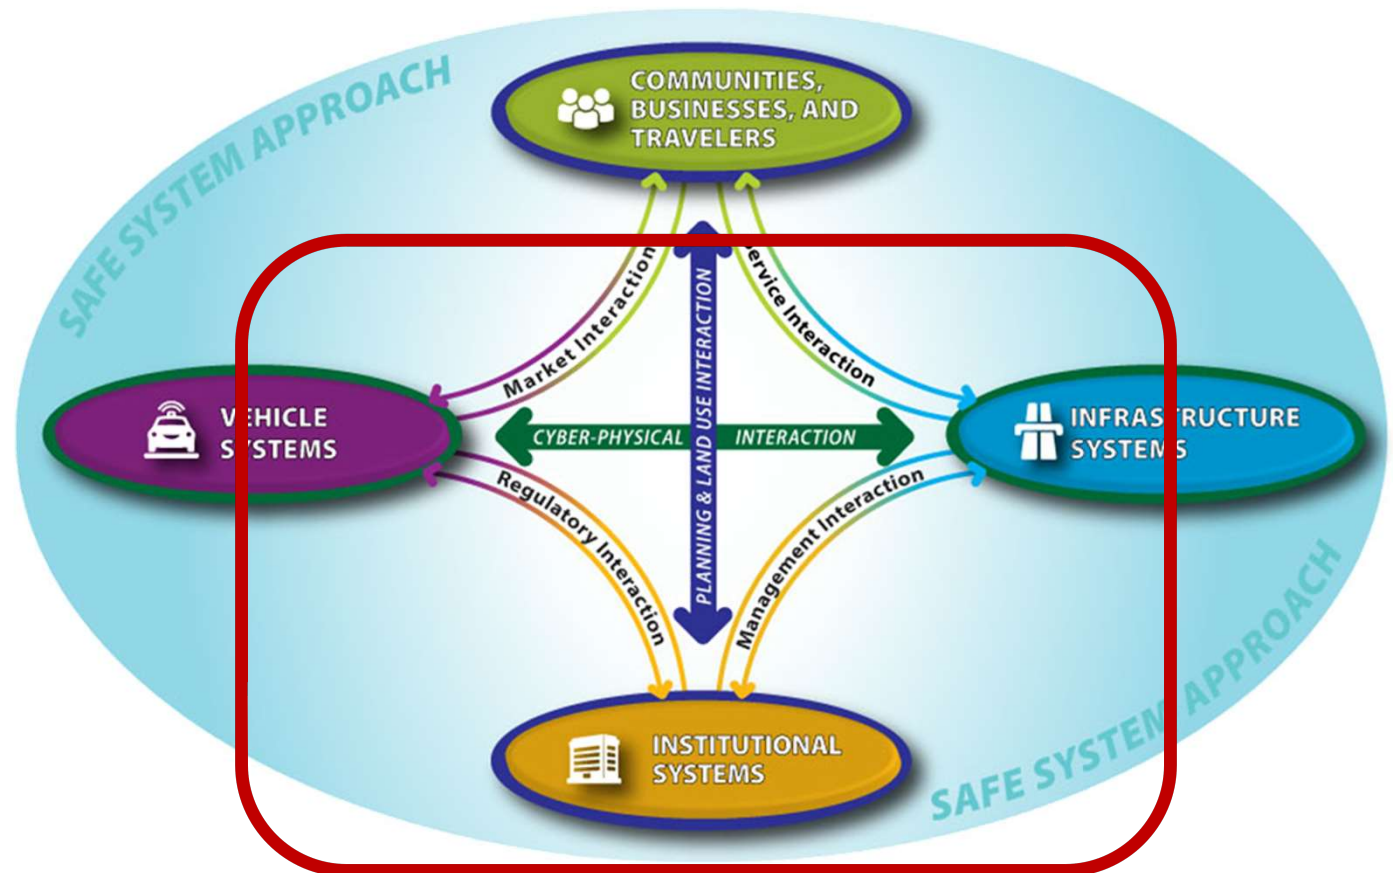 SAFE SYSTEM APPROACH
COMMUNITIES,
BUSINESSES, AND
TRAVELERS
Market Interaction
Service Interaction
PLANNING & LAND USE INTERACTION
VEHICLE
SYSTEMS
CYBER-PHYSICAL INTERACTION
INFRASTRUCTURE
SYSTEMS
Regulatory Interaction
Management Interaction
INSTITUTIONAL
SYSTEMS
SAFE SYSTEM APPROACH